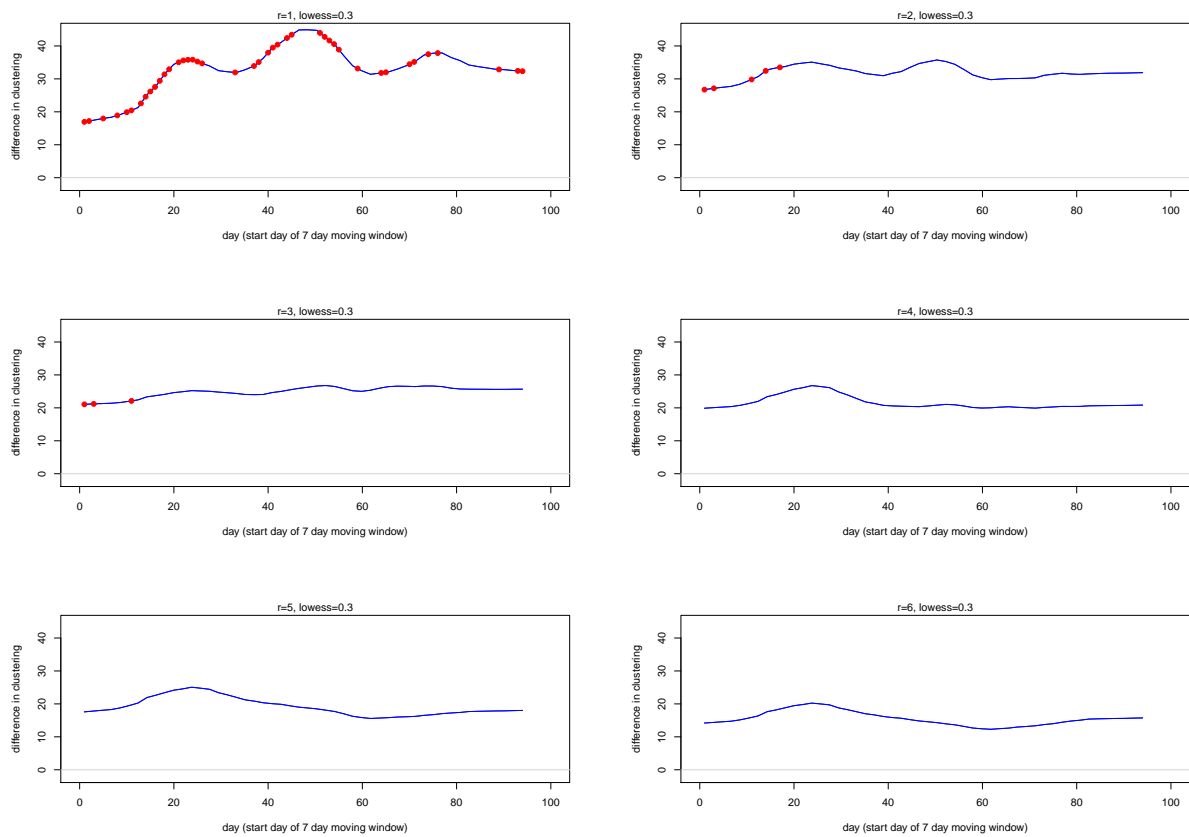 r=1, lowess=0.3
difference in clustering
0 10 20 30 40
0 20 40 60 80 100
day (start day of 7 day moving window)
r=2, lowess=0.3
difference in clustering
0 10 20 30 40
0 20 40 60 80 100
day (start day of 7 day moving window)
r=3, lowess=0.3
difference in clustering
0 10 20 30 40
0 20 40 60 80 100
day (start day of 7 day moving window)
r=4, lowess=0.3
difference in clustering
0 10 20 30 40
0 20 40 60 80 100
day (start day of 7 day moving window)
r=5, lowess=0.3
difference in clustering
0 10 20 30 40
0 20 40 60 80 100
day (start day of 7 day moving window)
r=6, lowess=0.3
difference in clustering
0 10 20 30 40
0 20 40 60 80 100
day (start day of 7 day moving window)